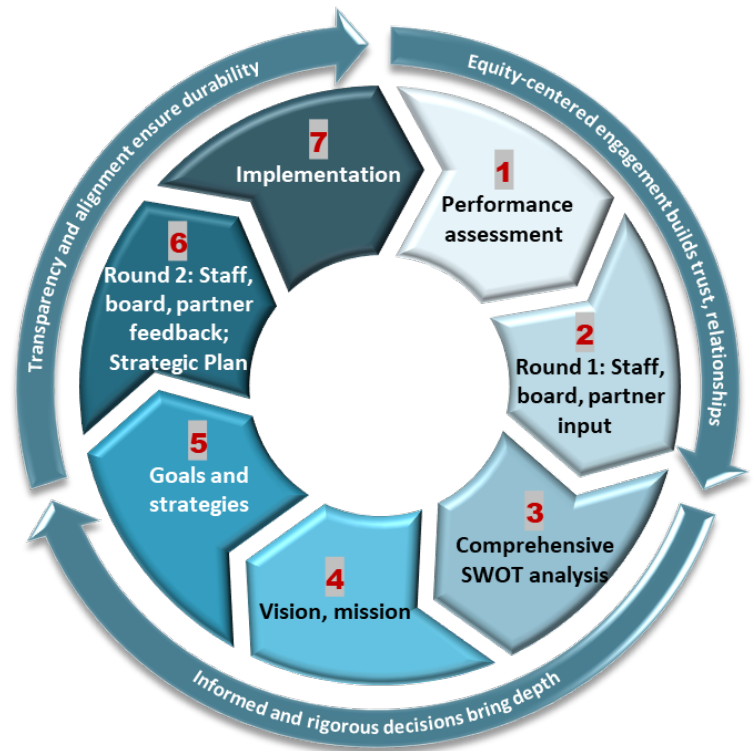 Equity-centered engagement builds trust, relationships
Informed and rigorous decisions bring depth
Transparency and alignment ensure durability
1
Performance
assessment
2
Round 1: Staff,
board, partner
input
3
Comprehensive
SWOT analysis
4
Vision, mission
5
Goals and
strategies
6
Round 2: Staff,
board, partner
feedback;
Strategic Plan
7
Implementation